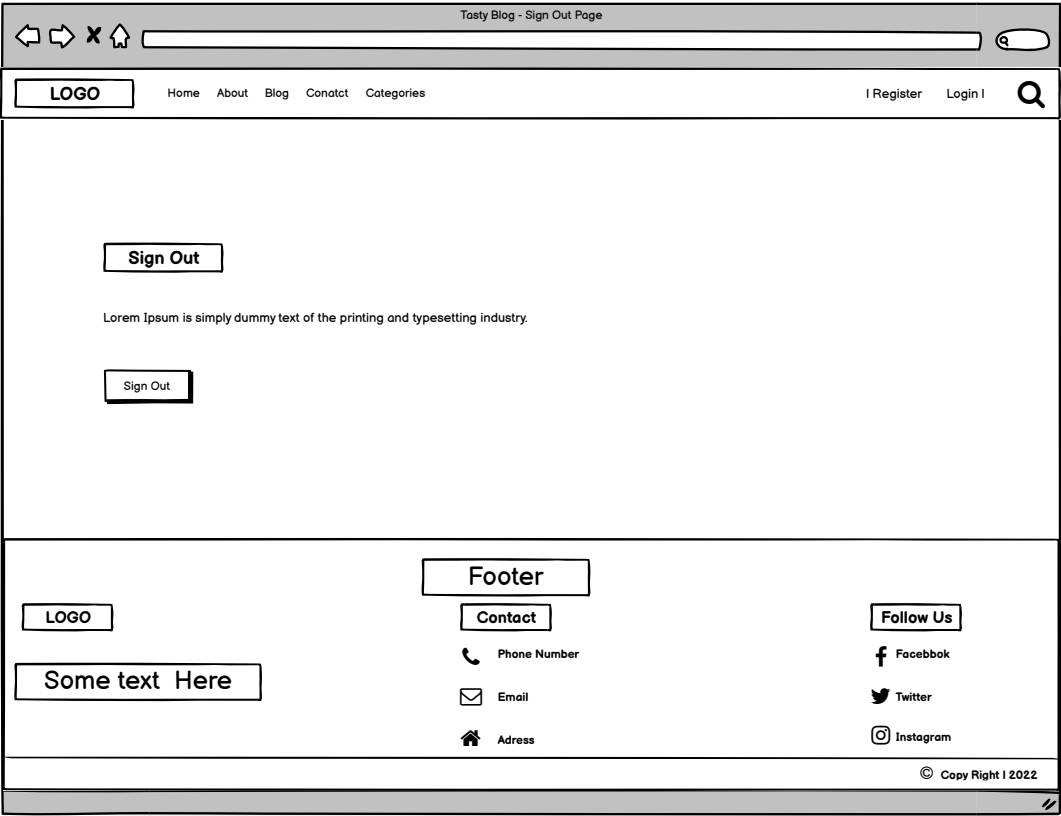 Tasty Blog - Sign Out Page
LOGO Home About Blog Conatct Categories | Register Login |
Sign Out
Lorem Ipsum is simply dummy text of the printing and typesetting industry.
Sign Out
Footer
LOGO Contact Follow Us
Phone Number Facebbok
Some text Here
Email Twitter
Adress Instagram
© Copy Right | 2022